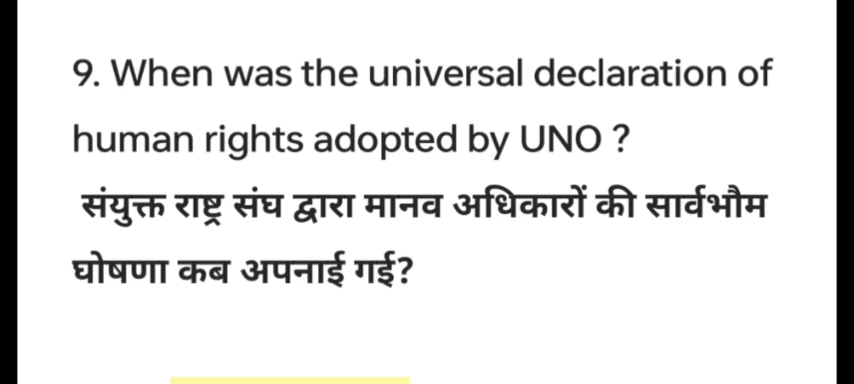 9. When was the universal declaration of
human rights adopted by UNO ?
संयुक्त राष्ट्र संघ द्वारा मानव अधिकारों की सार्वभौम
घोषणा कब अपनाई गई?